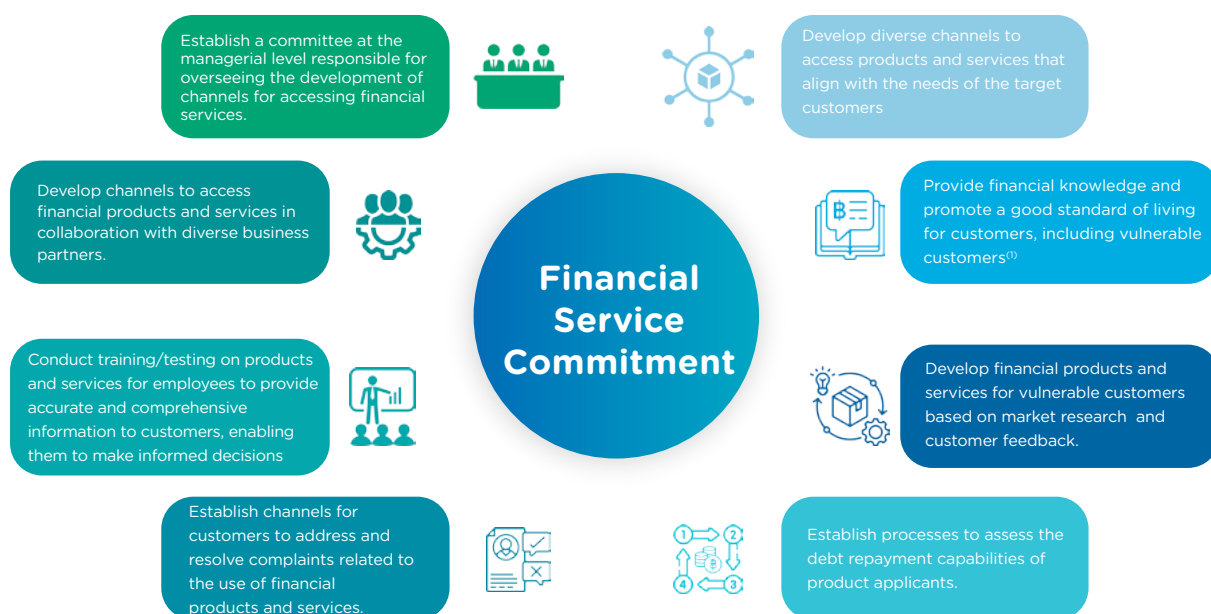 Establish a committee at the
managerial level responsible for
overseeing the development of
channels for accessing financial
services.
Develop diverse channels to
access products and services that
align with the needs of the target
customers
Develop channels to access
financial products and services in
collaboration with diverse business
partners.
฿
Provide financial knowledge and
promote a good standard of living
for customers, including vulnerable
customers⁽¹⁾
Financial
Service
Commitment
Conduct training/testing on products
and services for employees to provide
accurate and comprehensive
information to customers, enabling
them to make informed decisions
Develop financial products and
services for vulnerable customers
based on market research and
customer feedback.
Establish channels for
customers to address and
resolve complaints related to
the use of financial
products and services.
1 2
฿
4 3
Establish processes to assess the
debt repayment capabilities of
product applicants.